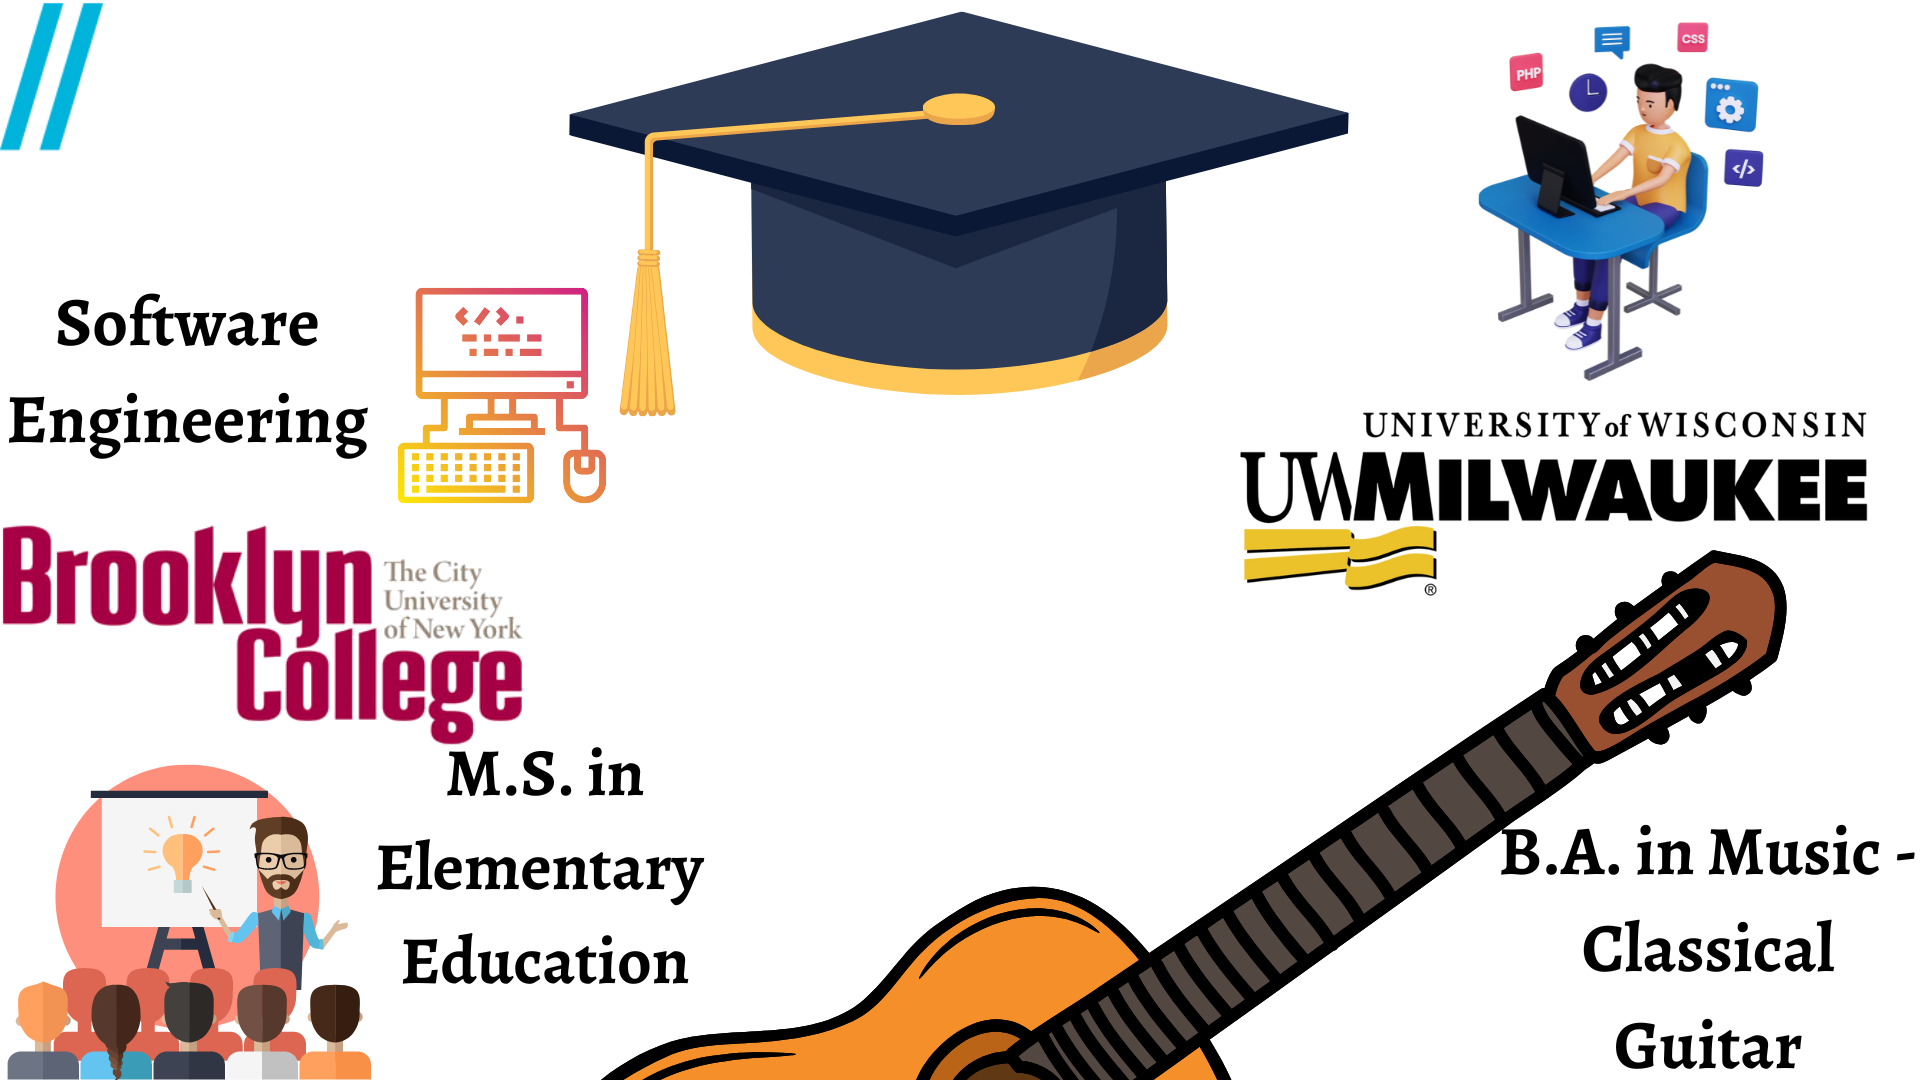 PHP
CSS
</>
Software
Engineering
</>.
UNIVERSITY of WISCONSIN
UWMILWAUKEE
®
Brooklyn
College
The City
University
of New York
M.S. in
Elementary
Education
B.A. in Music -
Classical
Guitar